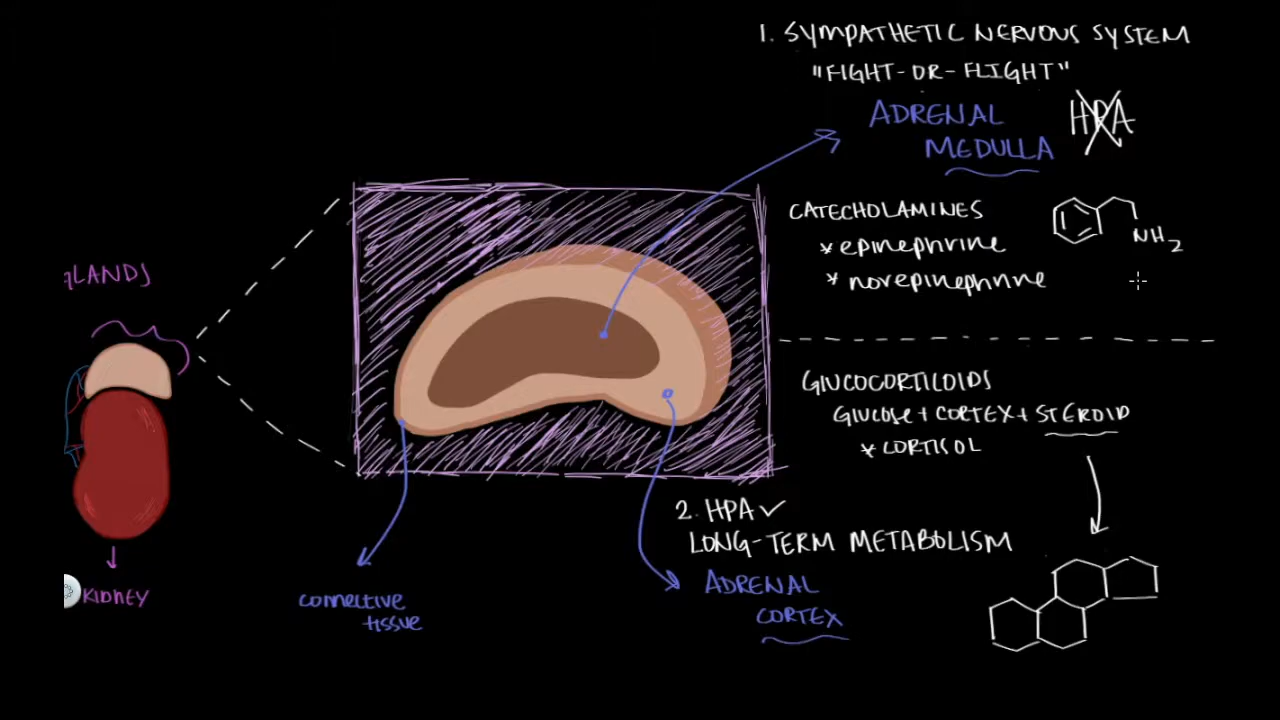 1. SYMPATHETIC NERVOUS SYSTEM
"FIGHT-OR-FLIGHT"
ADRENAL
MEDULLA
HPA
CATECHOLAMINES
* epinephrine
* norepinephrine
NH2
GLANDS
GLUCOCORTICOIDS
GLUCOSE + CORTEX + STEROID
* CORTISOL
2. HPA ✓
LONG-TERM METABOLISM
ADRENAL
CORTEX
connective
tissue
KIDNEY